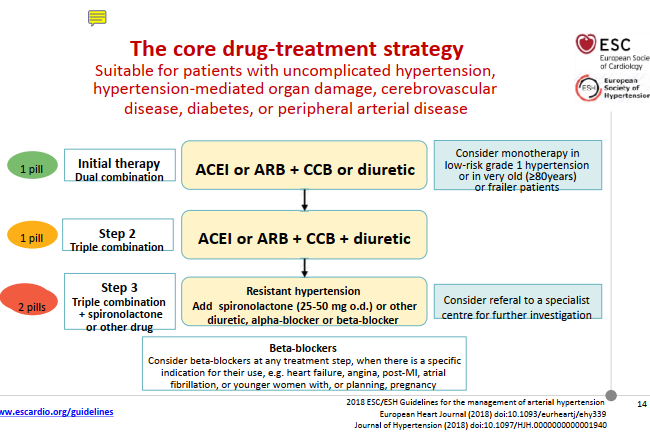 The core drug-treatment strategy
Suitable for patients with uncomplicated hypertension,
hypertension-mediated organ damage, cerebrovascular
disease, diabetes, or peripheral arterial disease
ESC
European Socie
of Cardiology
ESH
European
Society of
Hypertension
1 pill
Initial therapy
Dual combination
ACEI or ARB + CCB or diuretic
Consider monotherapy in
low-risk grade 1 hypertension
or in very old (≥80years)
or frailer patients
1 pill
Step 2
Triple combination
ACEI or ARB + CCB + diuretic
2 pills
Step 3
Triple combination
+ spironolactone
or other drug
Resistant hypertension
Add spironolactone (25-50 mg o.d.) or other
diuretic, alpha-blocker or beta-blocker
Consider referal to a specialist
centre for further investigation
Beta-blockers
Consider beta-blockers at any treatment step, when there is a specific
indication for their use, e.g. heart failure, angina, post-MI, atrial
fibrillation, or younger women with, or planning, pregnancy
ww.escardio.org/guidelines
2018 ESC/ESH Guidelines for the management of arterial hypertension
European Heart Journal (2018) doi:10.1093/eurheartj/ehy339
Journal of Hypertension (2018) doi:10.1097/HJH.0000000000001940
14